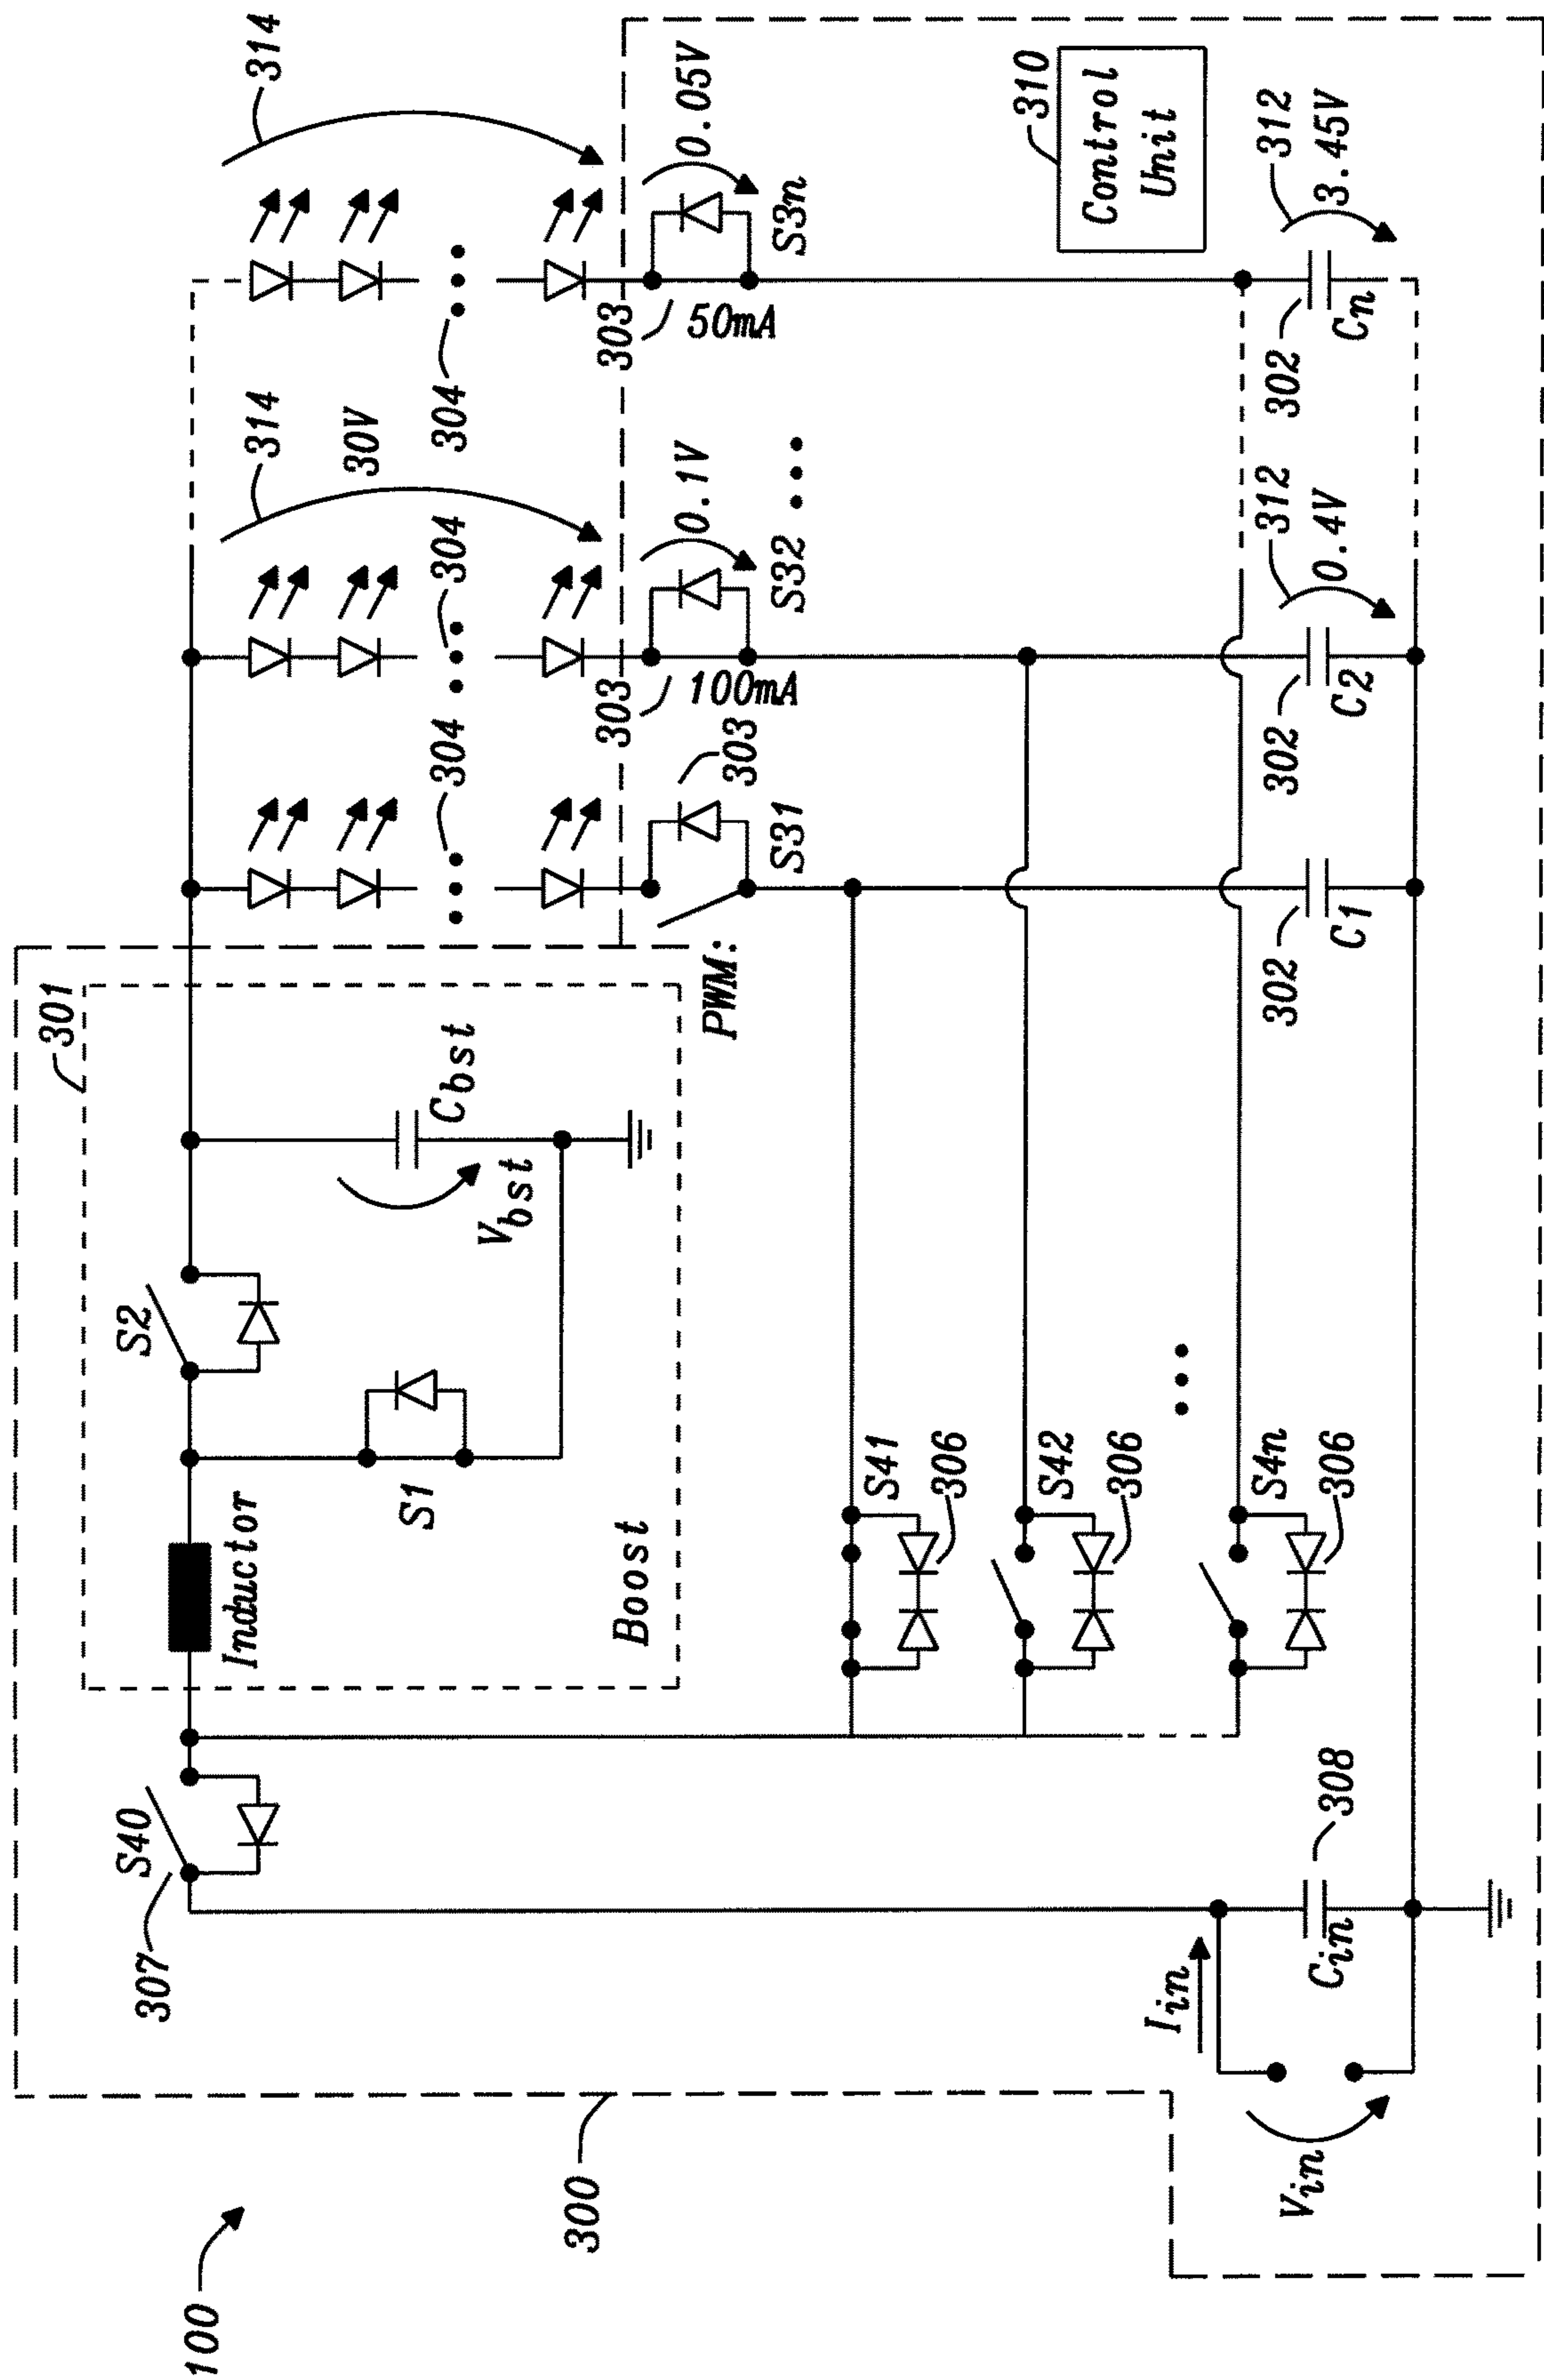 100
300
301
307
S40
Inductor
S2
S1
Vbst
Cbst
Boost
S41
306
S42
306
S4n
306
Iin
Vin
Cin
308
PWM:
304
304
304
314
30V
314
S31
303
303
100mA
S32
0.1V
303
50mA
S3n
0.05V
310
Control
Unit
302
C1
302
C2
312
0.4V
302
Cn
312
3.45V